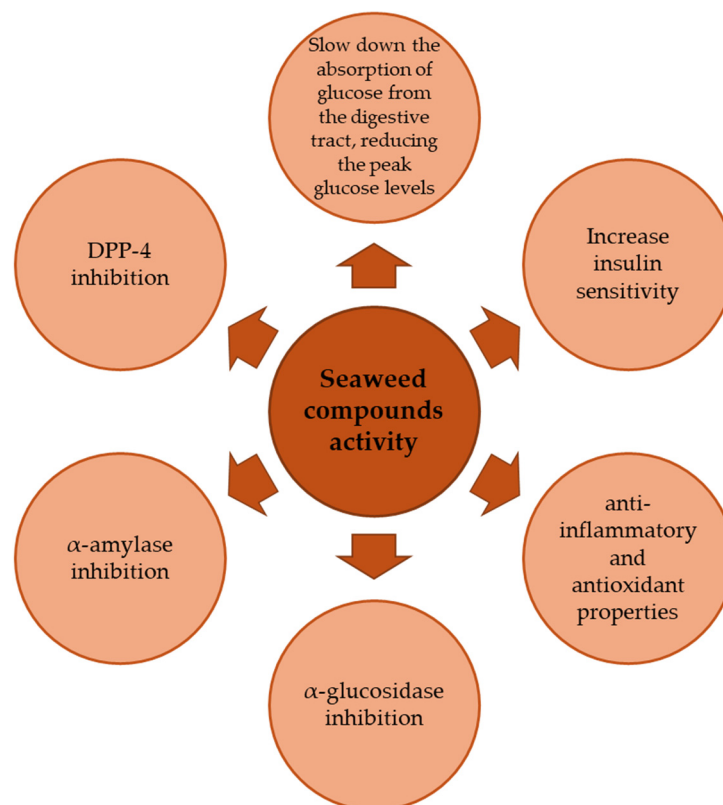 Slow down the
absorption of
glucose from
the digestive
tract, reducing
the peak
glucose levels
DPP-4
inhibition
Increase
insulin
sensitivity
Seaweed
compounds
activity
α-amylase
inhibition
anti-
inflammatory
and
antioxidant
properties
α-glucosidase
inhibition